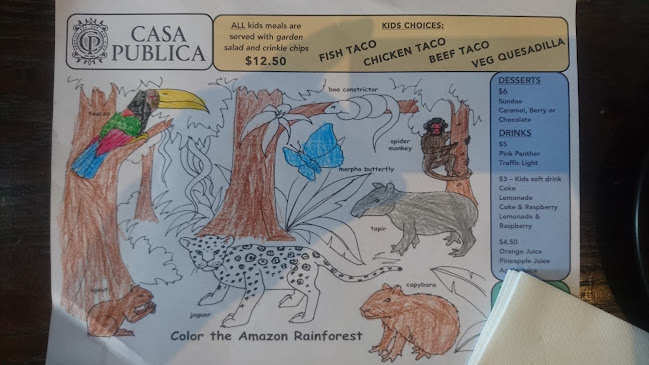 CASA
PUBLICA
ALL kids meals are
served with garden
salad and crinkle chips
$12.50
KIDS CHOICES:
FISH TACO
CHICKEN TACO
BEEF TACO
VEG QUESADILLA
DESSERTS
$6
Sundae
Caramel, Berry or
Chocolate
DRINKS
$5
Pink Panther
Traffic Light
$3 – Kids soft drink
Coke
Lemonade
Coke & Raspberry
Lemonade &
Raspberry
$4.50
Orange Juice
Pineapple Juice
boa constrictor
toucan
spider
monkey
morpho butterfly
tapir
agouti
jaguar
capybara
Color the Amazon Rainforest